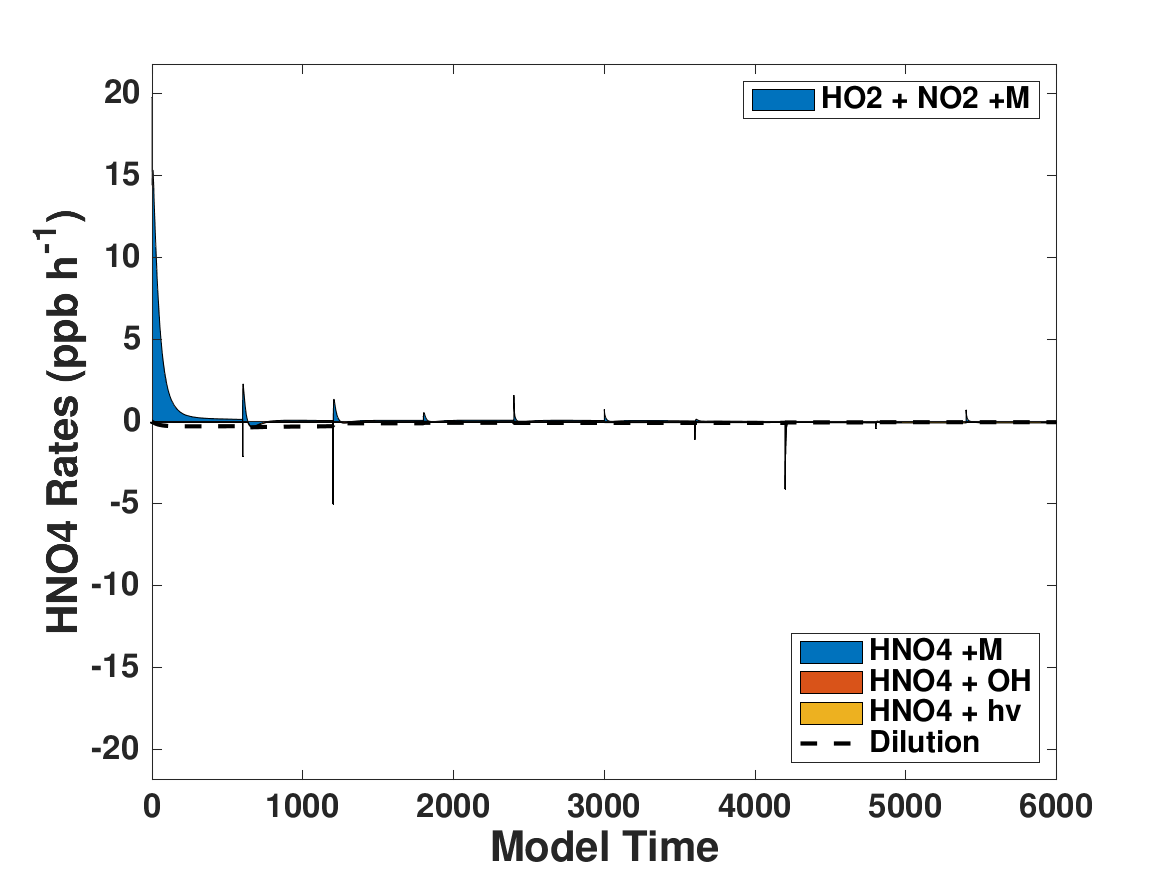 HNO4 Rates (ppb h-1)
20
15
10
5
0
-5
-10
-15
-20
HO2 + NO2 +M
HNO4 +M
HNO4 + OH
HNO4 + hv
Dilution
0 1000 2000 3000 4000 5000 6000
Model Time